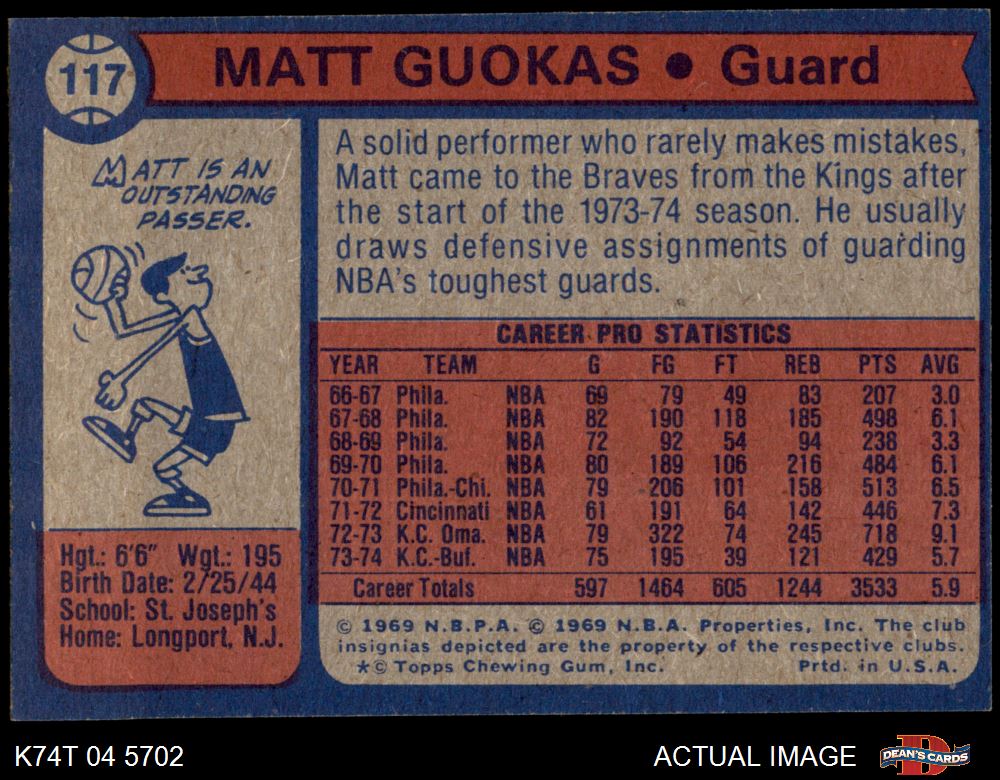 117
MATT GUOKAS • Guard
MATT IS AN
OUTSTANDING
PASSER.
Hgt.: 6'6" Wgt.: 195
Birth Date: 2/25/44
School: St. Joseph's
Home: Longport, N.J.
A solid performer who rarely makes mistakes,
Matt came to the Braves from the Kings after
the start of the 1973-74 season. He usually
draws defensive assignments of guarding
NBA's toughest guards.
CAREER PRO STATISTICS
YEAR TEAM G FG FT REB PTS AVG
66-67 Phila. NBA 69 79 49 83 207 3.0
67-68 Phila. NBA 82 190 118 185 498 6.1
68-69 Phila. NBA 72 92 54 94 238 3.3
69-70 Phila. NBA 80 189 106 216 484 6.1
70-71 Phila.-Chi. NBA 79 206 101 158 513 6.5
71-72 Cincinnati NBA 61 191 64 142 446 7.3
72-73 K.C. Oma. NBA 79 322 74 245 718 9.1
73-74 K.C.-Buf. NBA 75 195 39 121 429 5.7
Career Totals 597 1464 605 1244 3533 5.9
© 1969 N.B.P.A. © 1969 N.B.A. Properties, Inc. The club
insignias depicted are the property of the respective clubs.
*© Topps Chewing Gum, Inc. Prtd. in U.S.A.
K74T 04 5702 ACTUAL IMAGE D DEAN'S CARDS